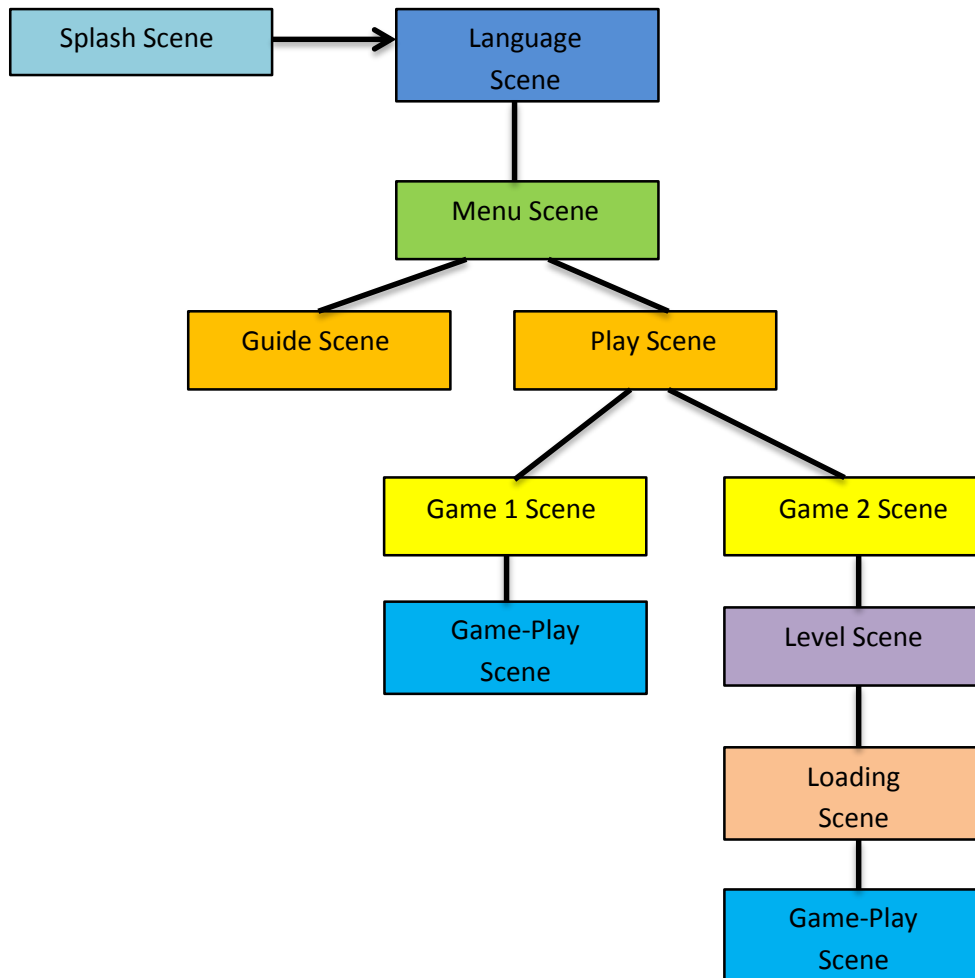 Splash Scene
Language
Scene
Menu Scene
Guide Scene
Play Scene
Game 1 Scene
Game 2 Scene
Game-Play
Scene
Level Scene
Loading
Scene
Game-Play
Scene